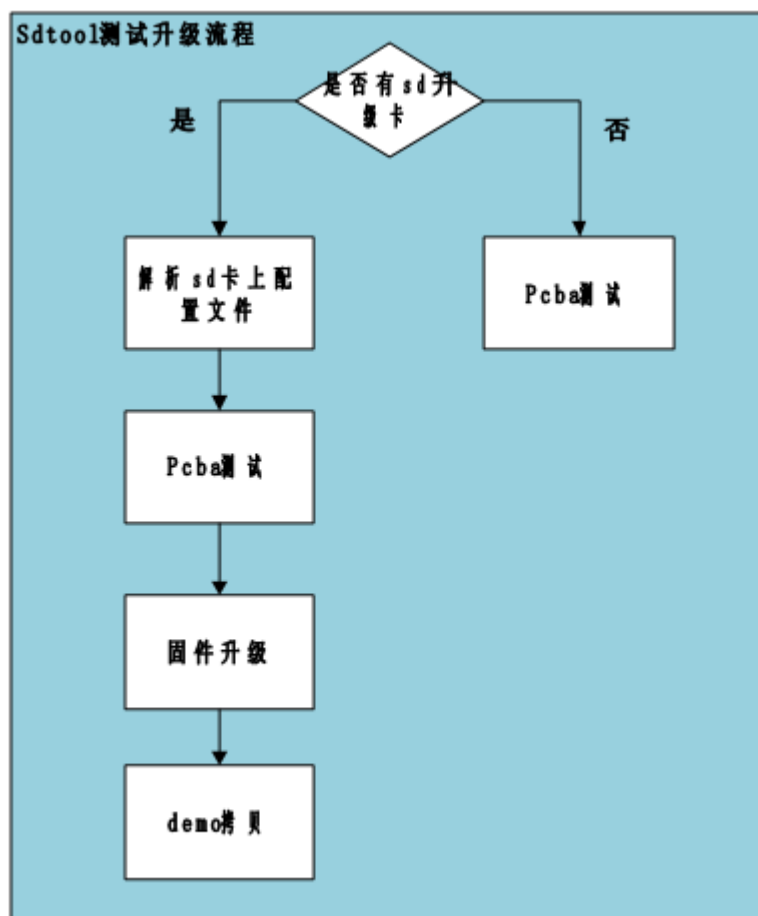 Sdtool测试升级流程
是否有sd升
级卡
是
否
解析sd卡上配
置文件
Pcba测试
Pcba测试
固件升级
demo拷贝